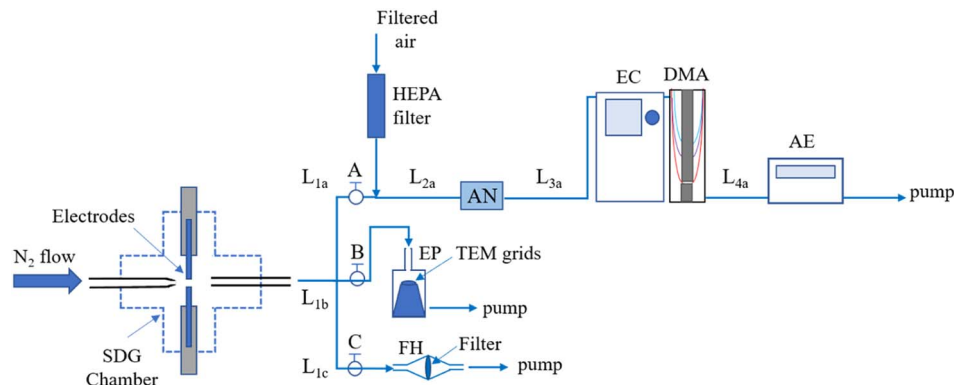 Filtered
air
HEPA
filter
EC
DMA
AE
L1a
A
L2a
AN
L3a
L4a
pump
Electrodes
N2 flow
B
EP
TEM grids
L1b
pump
SDG
Chamber
C
FH
Filter
L1c
pump